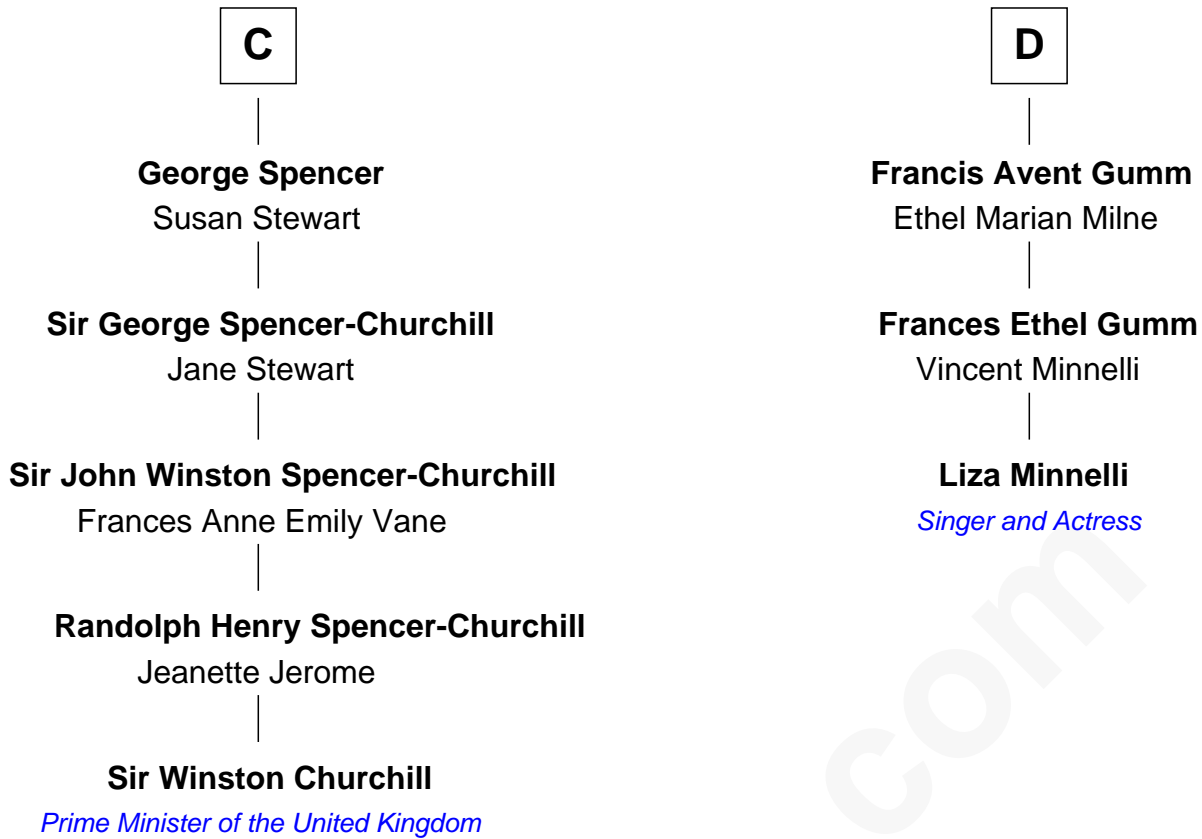 C
George Spencer
Susan Stewart
Sir George Spencer-Churchill
Jane Stewart
Sir John Winston Spencer-Churchill
Frances Anne Emily Vane
Randolph Henry Spencer-Churchill
Jeanette Jerome
Sir Winston Churchill
Prime Minister of the United Kingdom
D
Francis Avent Gumm
Ethel Marian Milne
Frances Ethel Gumm
Vincent Minnelli
Liza Minnelli
Singer and Actress
com